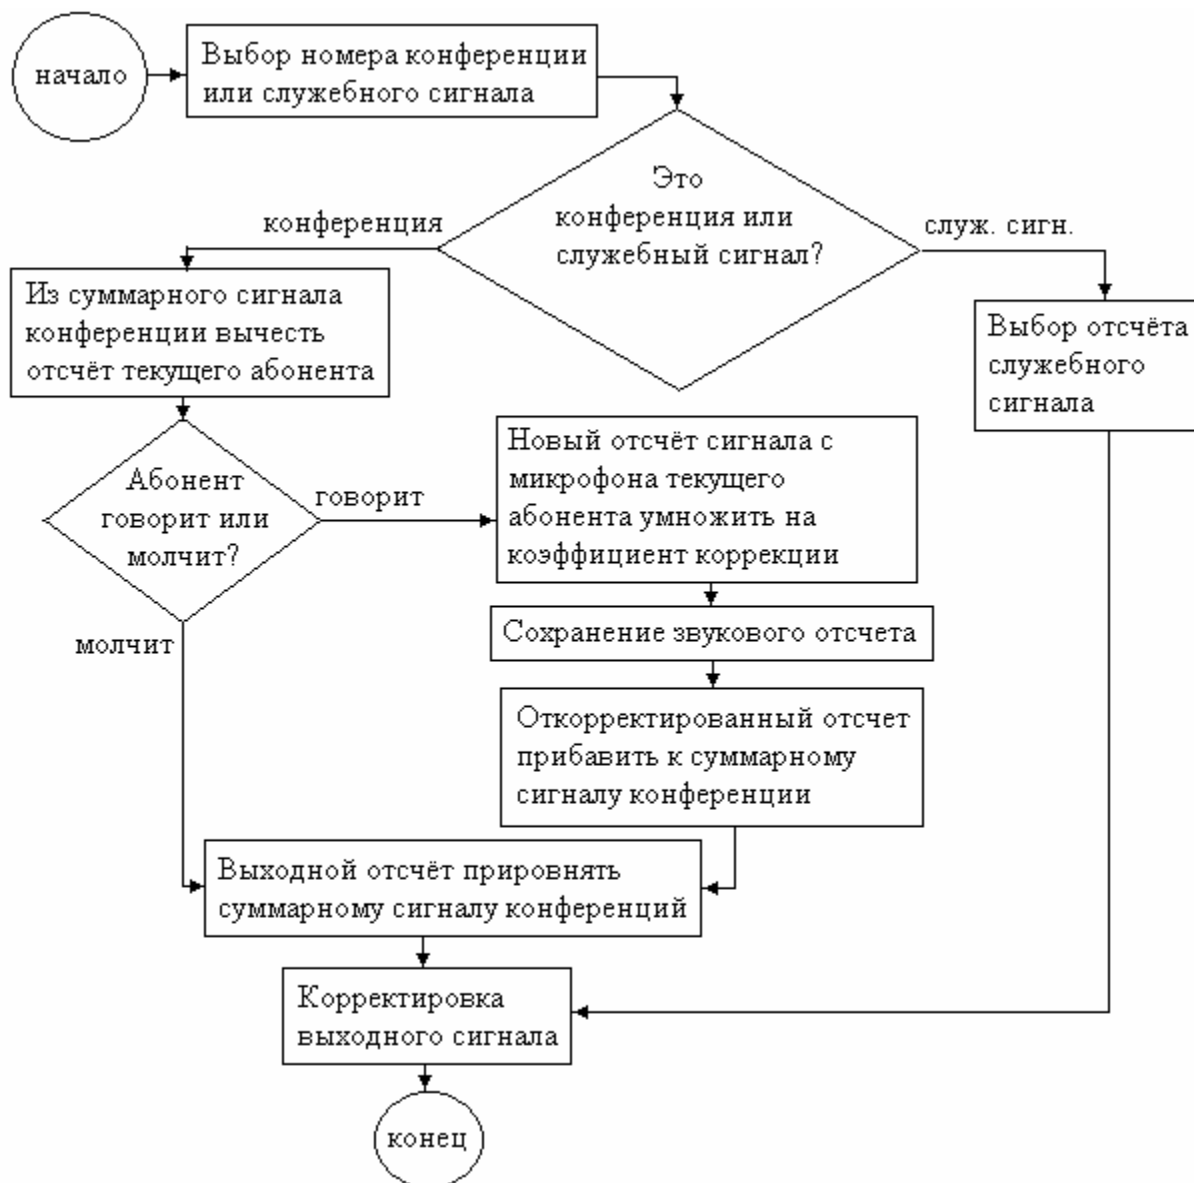 начало
Выбор номера конференции
или служебного сигнала
Это
конференция или
служебный сигнал?
конференция
служ. сигн.
Из суммарного сигнала
конференции вычесть
отсчёт текущего абонента
Выбор отсчёта
служебного
сигнала
Абонент
говорит или
молчит?
говорит
Новый отсчёт сигнала с
микрофона текущего
абонента умножить на
коэффициент коррекции
молчит
Сохранение звукового отсчета
Откорректированный отсчет
прибавить к суммарному
сигналу конференции
Выходной отсчёт прировнять
суммарному сигналу конференций
Корректировка
выходного сигнала
конец